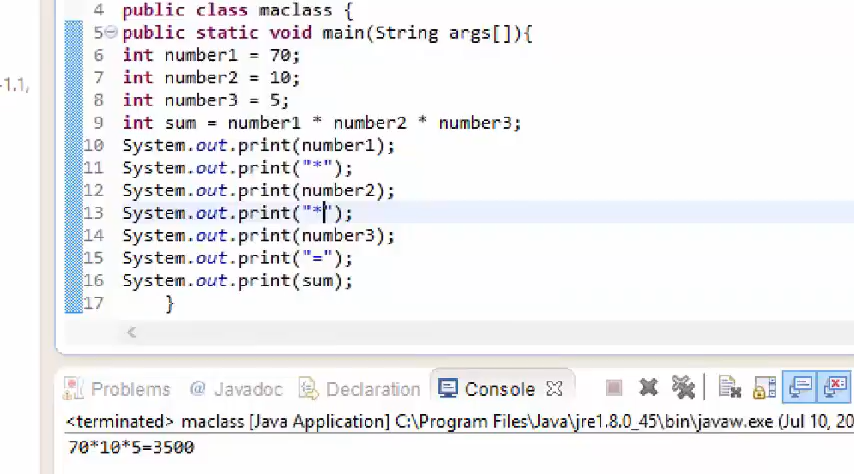 4 public class maclass {
5 public static void main(String args[]){
6 int number1 = 70;
7 int number2 = 10;
8 int number3 = 5;
9 int sum = number1 * number2 * number3;
10 System.out.print(number1);
11 System.out.print("*");
12 System.out.print(number2);
13 System.out.print("*");
14 System.out.print(number3);
15 System.out.print("=");
16 System.out.print(sum);
17 }
-1.1,
Problems @ Javadoc Declaration Console
<terminated> maclass [Java Application] C:\Program Files\Java\jre1.8.0_45\bin\javaw.exe (Jul 10, 20
70*10*5=3500